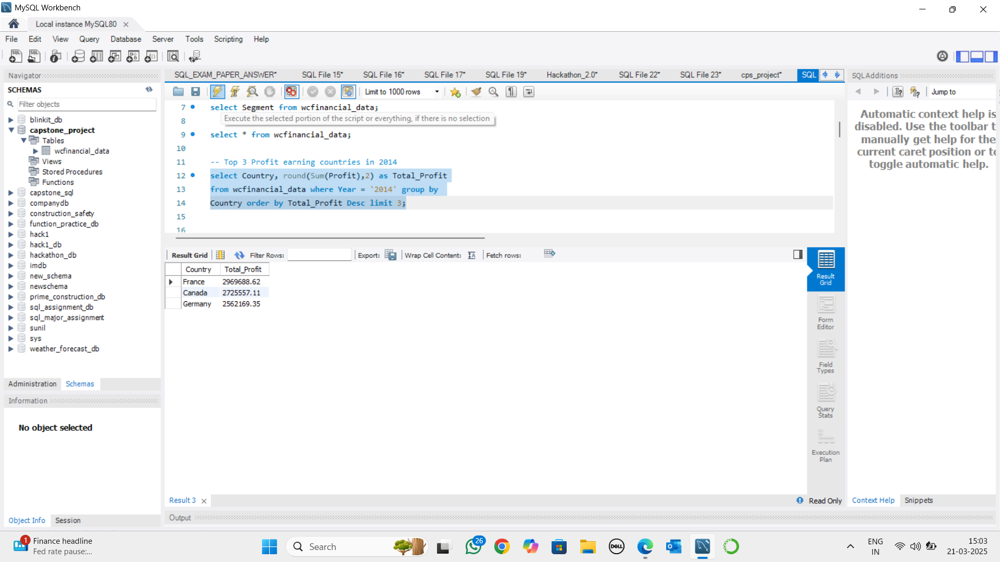 MySQL Workbench
Local instance MySQL80
File Edit View Query Database Server Tools Scripting Help
Navigator
SCHEMAS
Filter objects
blinkit_db
capstone_project
Tables
wcfinancial_data
Views
Stored Procedures
Functions
capstone_sql
companydb
construction_safety
function_practice_db
hack1
hack1_db
hackathon_db
imdb
new_schema
newschema
prime_construction_db
sql_assignment_db
sql_major_assignment
sunil
sys
weather_forecast_db
Administration Schemas
Information
No object selected
Object Info Session
SQL_EXAM_PAPER_ANSWER* SQL File 15* SQL File 16* SQL File 17* SQL File 19* Hackathon_2.0* SQL File 22* SQL File 23* cps_project* SQL
Limit to 1000 rows
7 select Segment from wcfinancial_data;
8
Execute the selected portion of the script or everything, if there is no selection
9 select * from wcfinancial_data;
10
11 -- Top 3 Profit earning countries in 2014
12 select Country, round(Sum(Profit),2) as Total_Profit
13 from wcfinancial_data where Year = '2014' group by
14 Country order by Total_Profit Desc limit 3;
15
16
Result Grid Filter Rows: Export: Wrap Cell Content: Fetch rows:
Country Total_Profit
France 2969688.62
Canada 2725557.11
Germany 2562169.35
Result
Grid
Form
Editor
Field
Types
Query
Stats
Execution
Plan
Result 3
Read Only
Output
SQLAdditions
Jump to
Automatic context help is
disabled. Use the toolbar t
manually get help for the
current caret position or to
toggle automatic help.
Context Help Snippets
1
Finance headline
Fed rate pause:...
Search
26
DELL
ENG
IN
15:03
21-03-2025